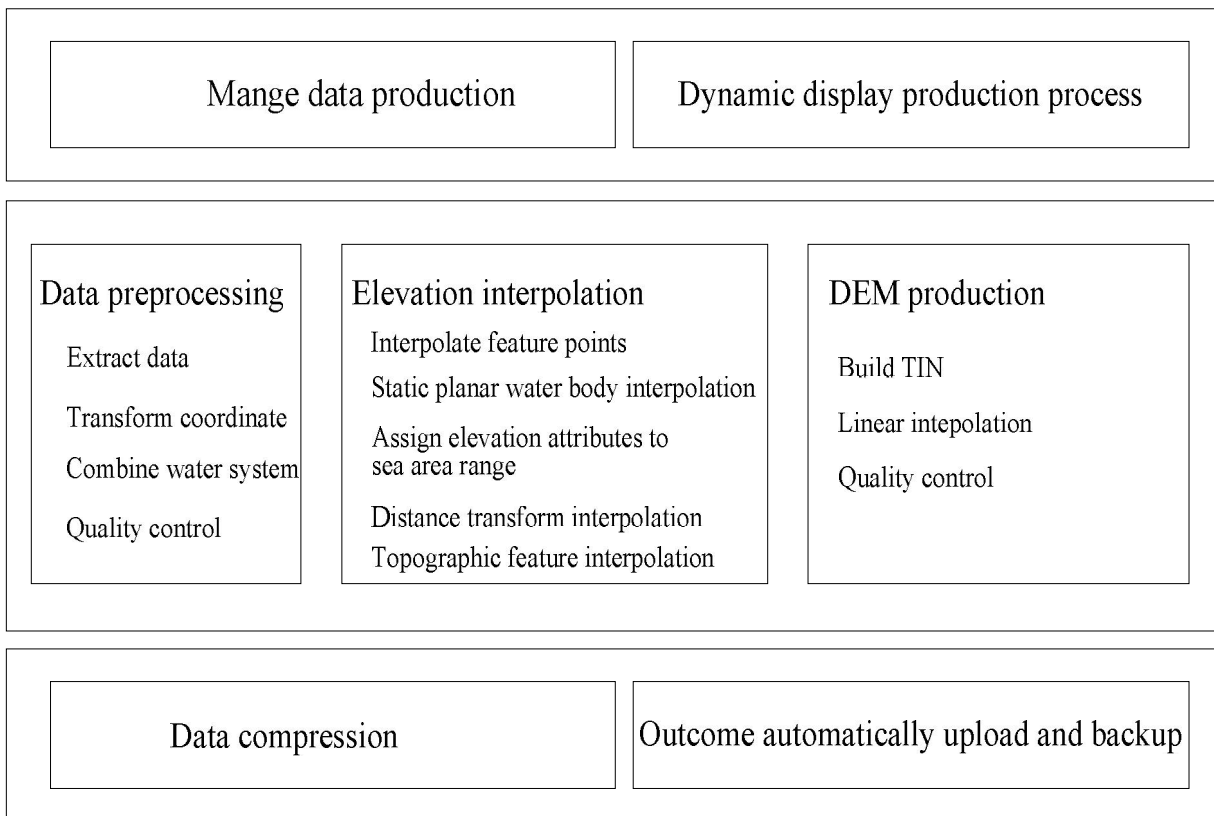 Mange data production
Dynamic display production process
Data preprocessing
Extract data
Transform coordinate
Combine water system
Quality control
Elevation interpolation
Interpolate feature points
Static planar water body interpolation
Assign elevation attributes to
sea area range
Distance transform interpolation
Topographic feature interpolation
DEM production
Build TIN
Linear intepolation
Quality control
Data compression
Outcome automatically upload and backup